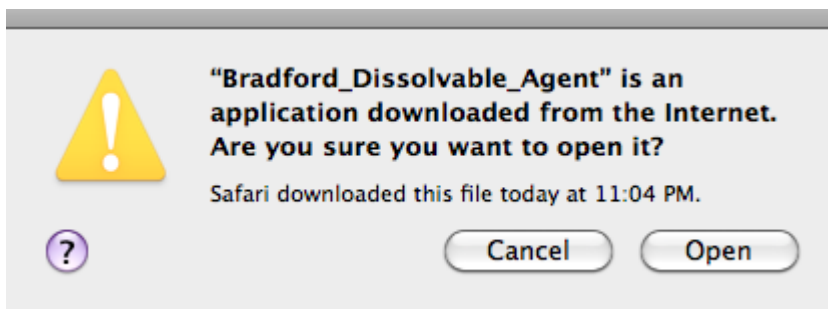 “Bradford_Dissolvable_Agent” is an
application downloaded from the Internet.
Are you sure you want to open it?
Safari downloaded this file today at 11:04 PM.
?
Cancel
Open